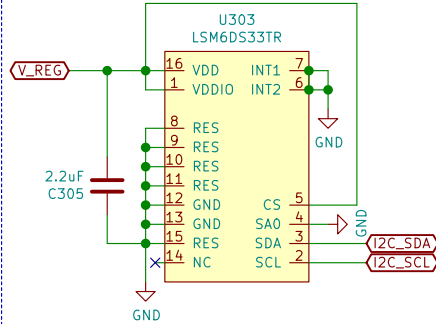 U303
LSM6DS33TR
V_REG
16 VDD INT1 7
1 VDDIO INT2 6
GND
8 RES
9 RES
10 RES
11 RES
2.2uF
C305
12 GND CS 5
13 GND SA0 4 GND
15 RES SDA 3 I2C_SDA
14 NC SCL 2 I2C_SCL
GND